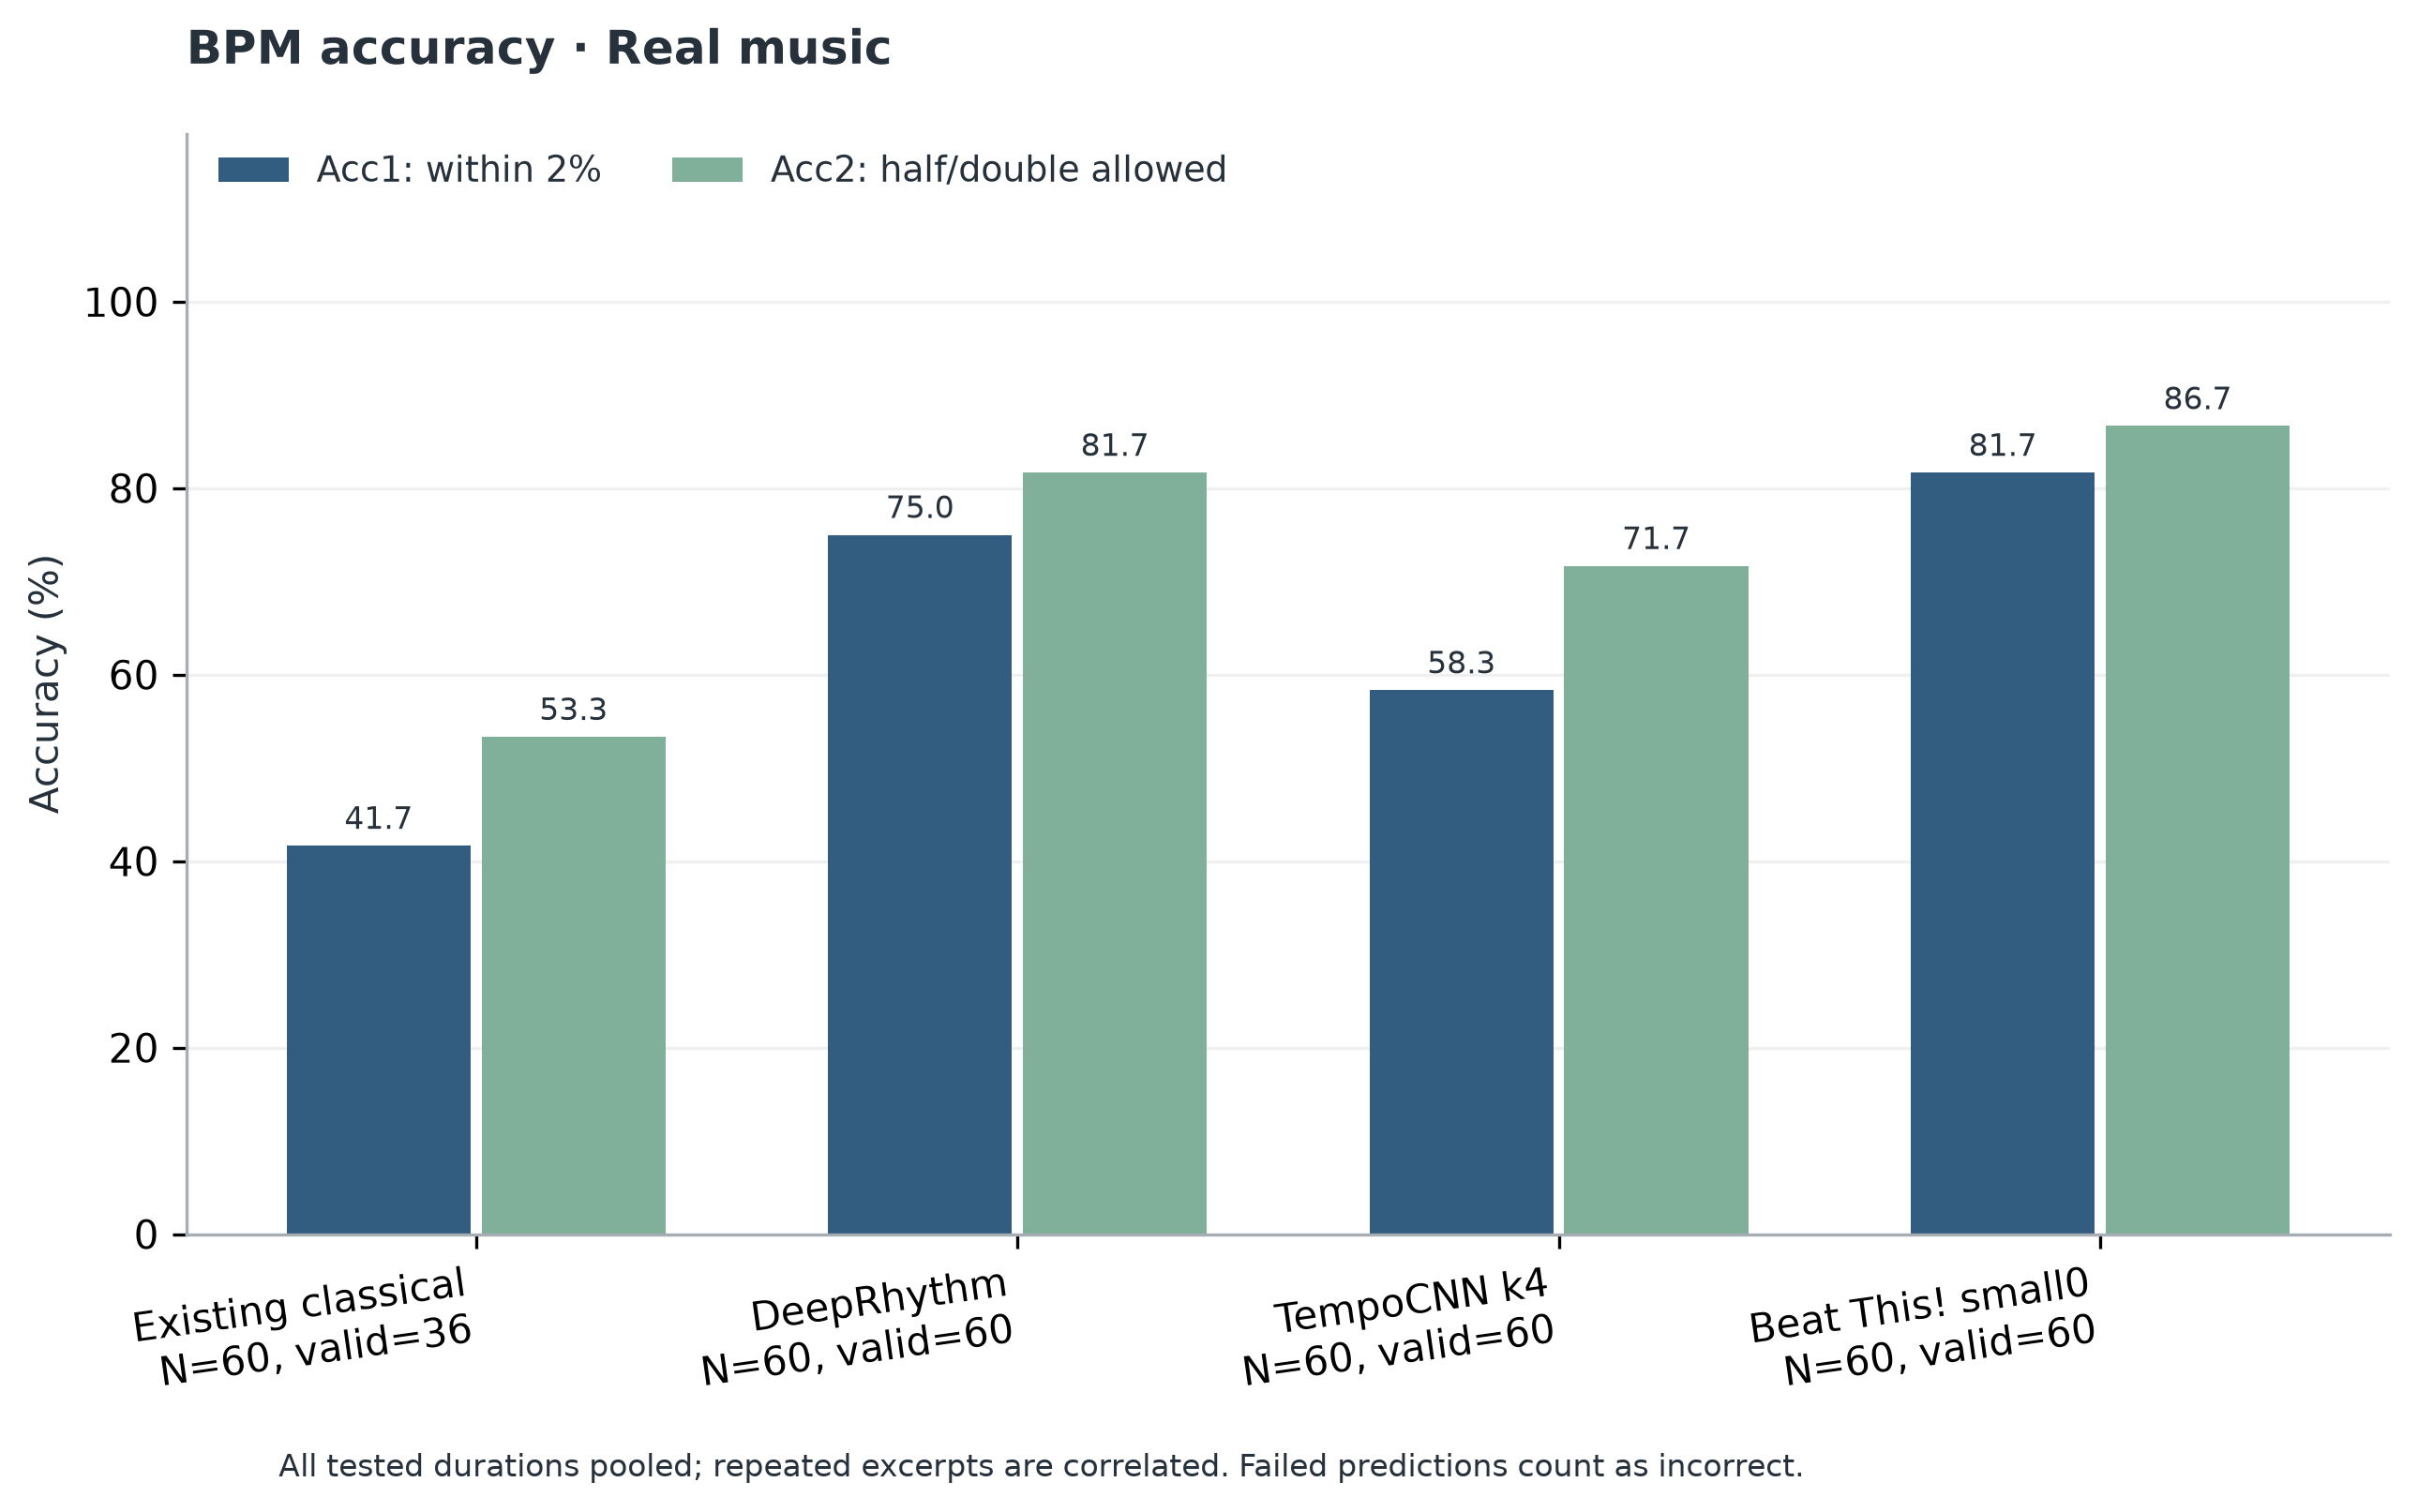 BPM accuracy · Real music
Acc1: within 2%
Acc2: half/double allowed
Accuracy (%)
100
80
60
40
20
0
41.7
53.3
75.0
81.7
58.3
71.7
81.7
86.7
Existing classical
N=60, valid=36
DeepRhythm
N=60, valid=60
TempoCNN k4
N=60, valid=60
Beat This! small0
N=60, valid=60
All tested durations pooled; repeated excerpts are correlated. Failed predictions count as incorrect.